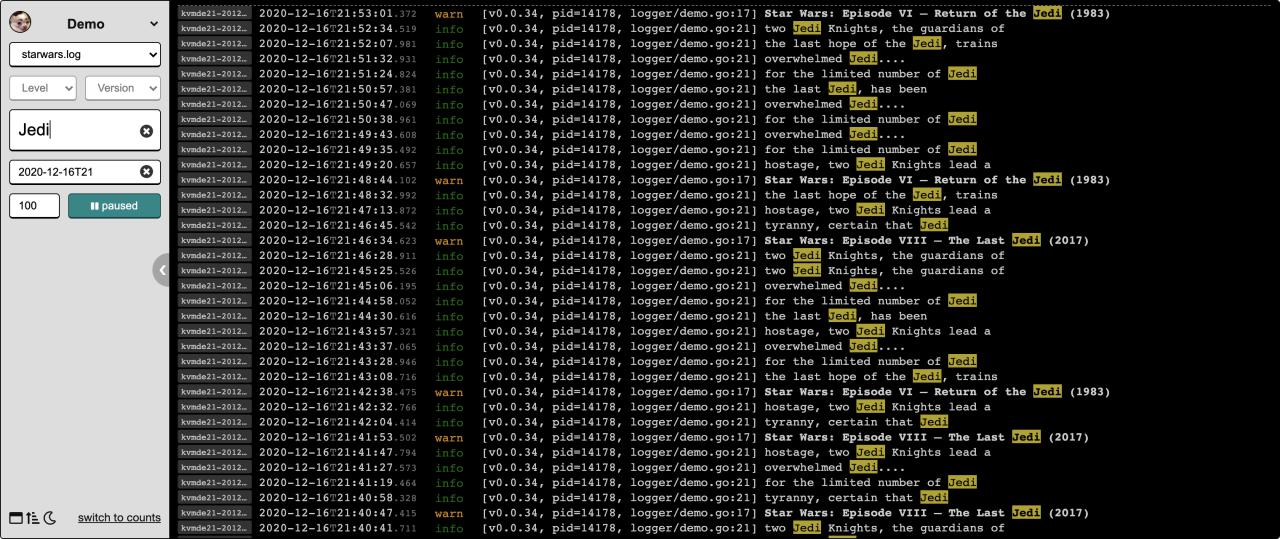 Demo
starwars.log
Level Version
Jedi
2020-12-16T21
100 paused
switch to counts
kvmde21-2012… 2020-12-16T21:53:01.372 warn [v0.0.34, pid=14178, logger/demo.go:17] Star Wars: Episode VI – Return of the Jedi (1983)
kvmde21-2012… 2020-12-16T21:52:34.519 info [v0.0.34, pid=14178, logger/demo.go:21] two Jedi Knights, the guardians of
kvmde21-2012… 2020-12-16T21:52:07.981 info [v0.0.34, pid=14178, logger/demo.go:21] the last hope of the Jedi, trains
kvmde21-2012… 2020-12-16T21:51:32.931 info [v0.0.34, pid=14178, logger/demo.go:21] overwhelmed Jedi....
kvmde21-2012… 2020-12-16T21:51:24.824 info [v0.0.34, pid=14178, logger/demo.go:21] for the limited number of Jedi
kvmde21-2012… 2020-12-16T21:50:57.381 info [v0.0.34, pid=14178, logger/demo.go:21] the last Jedi, has been
kvmde21-2012… 2020-12-16T21:50:47.069 info [v0.0.34, pid=14178, logger/demo.go:21] overwhelmed Jedi....
kvmde21-2012… 2020-12-16T21:50:38.961 info [v0.0.34, pid=14178, logger/demo.go:21] for the limited number of Jedi
kvmde21-2012… 2020-12-16T21:49:43.608 info [v0.0.34, pid=14178, logger/demo.go:21] overwhelmed Jedi....
kvmde21-2012… 2020-12-16T21:49:35.492 info [v0.0.34, pid=14178, logger/demo.go:21] for the limited number of Jedi
kvmde21-2012… 2020-12-16T21:49:20.657 info [v0.0.34, pid=14178, logger/demo.go:21] hostage, two Jedi Knights lead a
kvmde21-2012… 2020-12-16T21:48:44.102 warn [v0.0.34, pid=14178, logger/demo.go:17] Star Wars: Episode VI – Return of the Jedi (1983)
kvmde21-2012… 2020-12-16T21:48:32.992 info [v0.0.34, pid=14178, logger/demo.go:21] the last hope of the Jedi, trains
kvmde21-2012… 2020-12-16T21:47:13.872 info [v0.0.34, pid=14178, logger/demo.go:21] hostage, two Jedi Knights lead a
kvmde21-2012… 2020-12-16T21:46:45.542 info [v0.0.34, pid=14178, logger/demo.go:21] tyranny, certain that Jedi
kvmde21-2012… 2020-12-16T21:46:34.623 warn [v0.0.34, pid=14178, logger/demo.go:17] Star Wars: Episode VIII – The Last Jedi (2017)
kvmde21-2012… 2020-12-16T21:46:28.911 info [v0.0.34, pid=14178, logger/demo.go:21] two Jedi Knights, the guardians of
kvmde21-2012… 2020-12-16T21:45:25.526 info [v0.0.34, pid=14178, logger/demo.go:21] two Jedi Knights, the guardians of
kvmde21-2012… 2020-12-16T21:45:06.195 info [v0.0.34, pid=14178, logger/demo.go:21] overwhelmed Jedi....
kvmde21-2012… 2020-12-16T21:44:58.052 info [v0.0.34, pid=14178, logger/demo.go:21] for the limited number of Jedi
kvmde21-2012… 2020-12-16T21:44:30.616 info [v0.0.34, pid=14178, logger/demo.go:21] the last Jedi, has been
kvmde21-2012… 2020-12-16T21:43:57.321 info [v0.0.34, pid=14178, logger/demo.go:21] hostage, two Jedi Knights lead a
kvmde21-2012… 2020-12-16T21:43:37.065 info [v0.0.34, pid=14178, logger/demo.go:21] overwhelmed Jedi....
kvmde21-2012… 2020-12-16T21:43:28.946 info [v0.0.34, pid=14178, logger/demo.go:21] for the limited number of Jedi
kvmde21-2012… 2020-12-16T21:43:08.716 info [v0.0.34, pid=14178, logger/demo.go:21] the last hope of the Jedi, trains
kvmde21-2012… 2020-12-16T21:42:38.475 warn [v0.0.34, pid=14178, logger/demo.go:17] Star Wars: Episode VI – Return of the Jedi (1983)
kvmde21-2012… 2020-12-16T21:42:32.766 info [v0.0.34, pid=14178, logger/demo.go:21] hostage, two Jedi Knights lead a
kvmde21-2012… 2020-12-16T21:42:04.414 info [v0.0.34, pid=14178, logger/demo.go:21] tyranny, certain that Jedi
kvmde21-2012… 2020-12-16T21:41:53.502 warn [v0.0.34, pid=14178, logger/demo.go:17] Star Wars: Episode VIII – The Last Jedi (2017)
kvmde21-2012… 2020-12-16T21:41:47.794 info [v0.0.34, pid=14178, logger/demo.go:21] hostage, two Jedi Knights lead a
kvmde21-2012… 2020-12-16T21:41:27.573 info [v0.0.34, pid=14178, logger/demo.go:21] overwhelmed Jedi....
kvmde21-2012… 2020-12-16T21:41:19.464 info [v0.0.34, pid=14178, logger/demo.go:21] for the limited number of Jedi
kvmde21-2012… 2020-12-16T21:40:58.328 info [v0.0.34, pid=14178, logger/demo.go:21] tyranny, certain that Jedi
kvmde21-2012… 2020-12-16T21:40:47.415 warn [v0.0.34, pid=14178, logger/demo.go:17] Star Wars: Episode VIII – The Last Jedi (2017)
kvmde21-2012… 2020-12-16T21:40:41.711 info [v0.0.34, pid=14178, logger/demo.go:21] two Jedi Knights, the guardians of